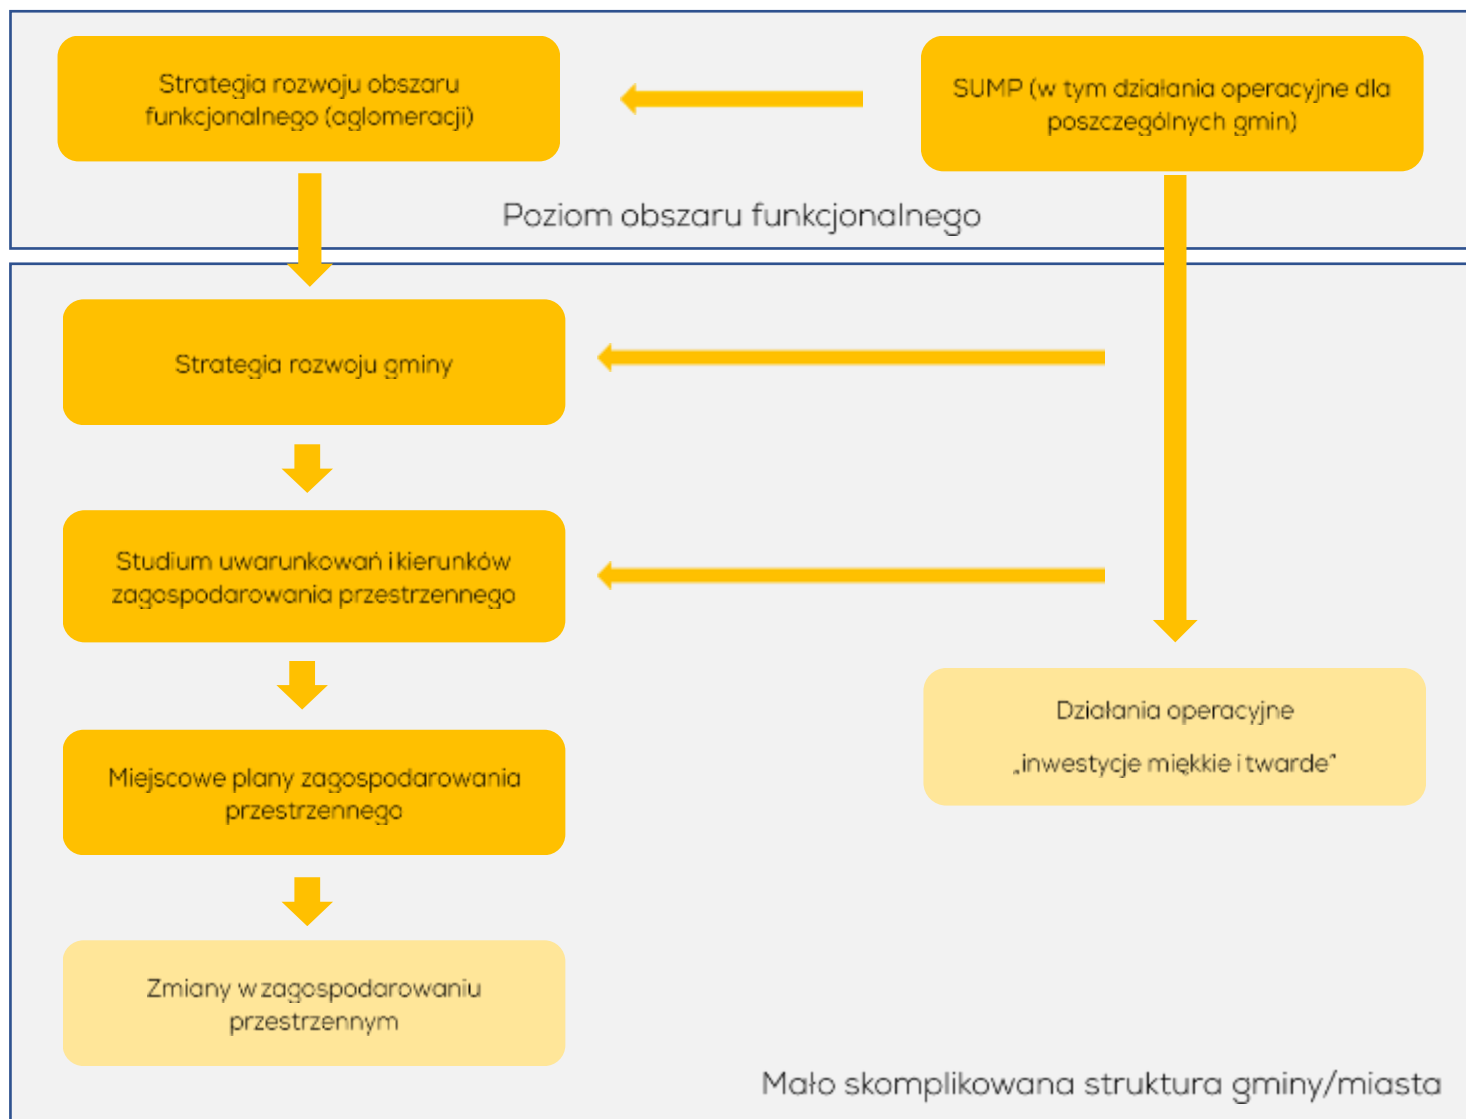 Strategia rozwoju obszaru
funkcjonalnego (aglomeracji)
SUMP (w tym działania operacyjne dla
poszczególnych gmin)
Poziom obszaru funkcjonalnego
Strategia rozwoju gminy
Studium uwarunkowań i kierunków
zagospodarowania przestrzennego
Miejscowe plany zagospodarowania
przestrzennego
Działania operacyjne
„inwestycje miękkie i twarde”
Zmiany w zagospodarowaniu
przestrzennym
Mało skomplikowana struktura gminy/miasta